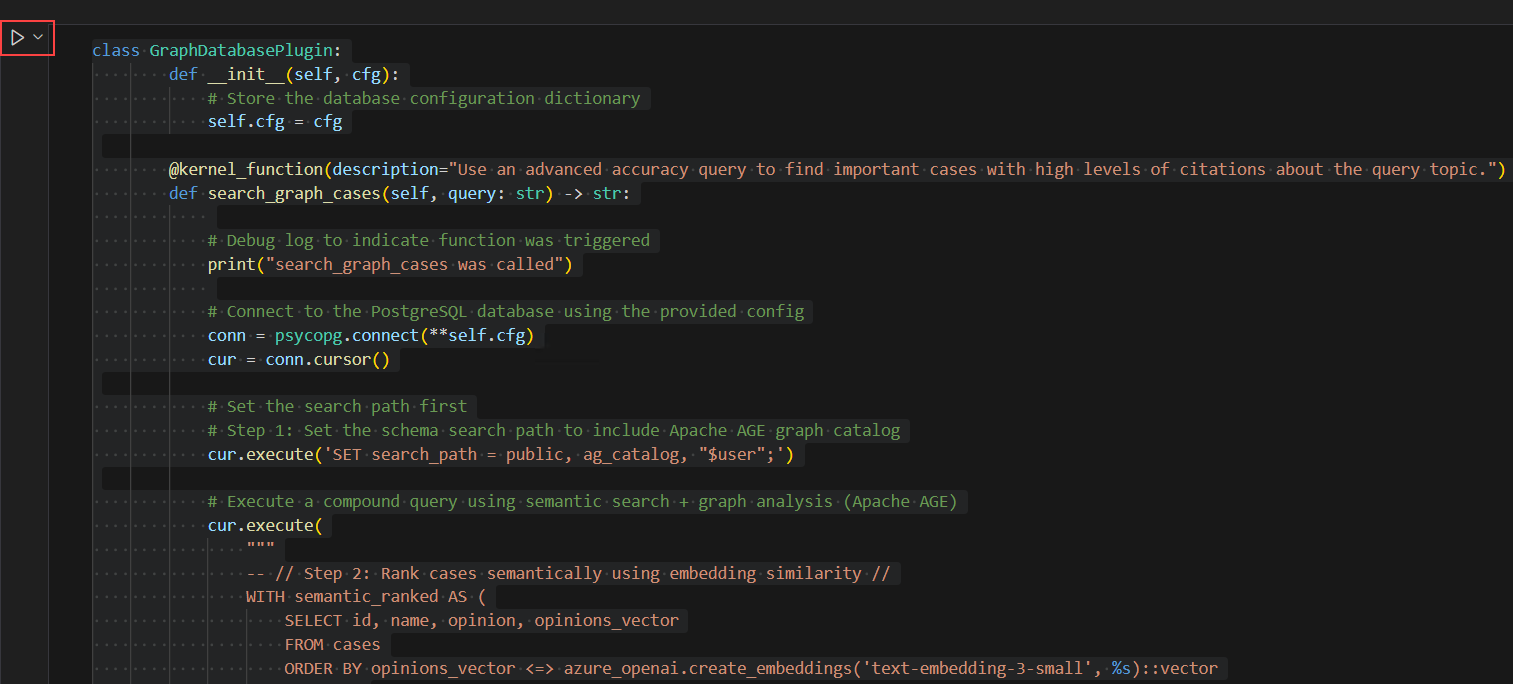 class GraphDatabasePlugin:
def __init__(self, cfg):
# Store the database configuration dictionary
self.cfg = cfg
@kernel_function(description="Use an advanced accuracy query to find important cases with high levels of citations about the query topic.")
def search_graph_cases(self, query: str) -> str:
# Debug log to indicate function was triggered
print("search_graph_cases was called")
# Connect to the PostgreSQL database using the provided config
conn = psycopg.connect(**self.cfg)
cur = conn.cursor()
# Set the search path first
# Step 1: Set the schema search path to include Apache AGE graph catalog
cur.execute('SET search_path = public, ag_catalog, "$user";')
# Execute a compound query using semantic search + graph analysis (Apache AGE)
cur.execute(
"""
-- // Step 2: Rank cases semantically using embedding similarity //
WITH semantic_ranked AS (
SELECT id, name, opinion, opinions_vector
FROM cases
ORDER BY opinions_vector <=> azure_openai.create_embeddings('text-embedding-3-small', %s)::vector